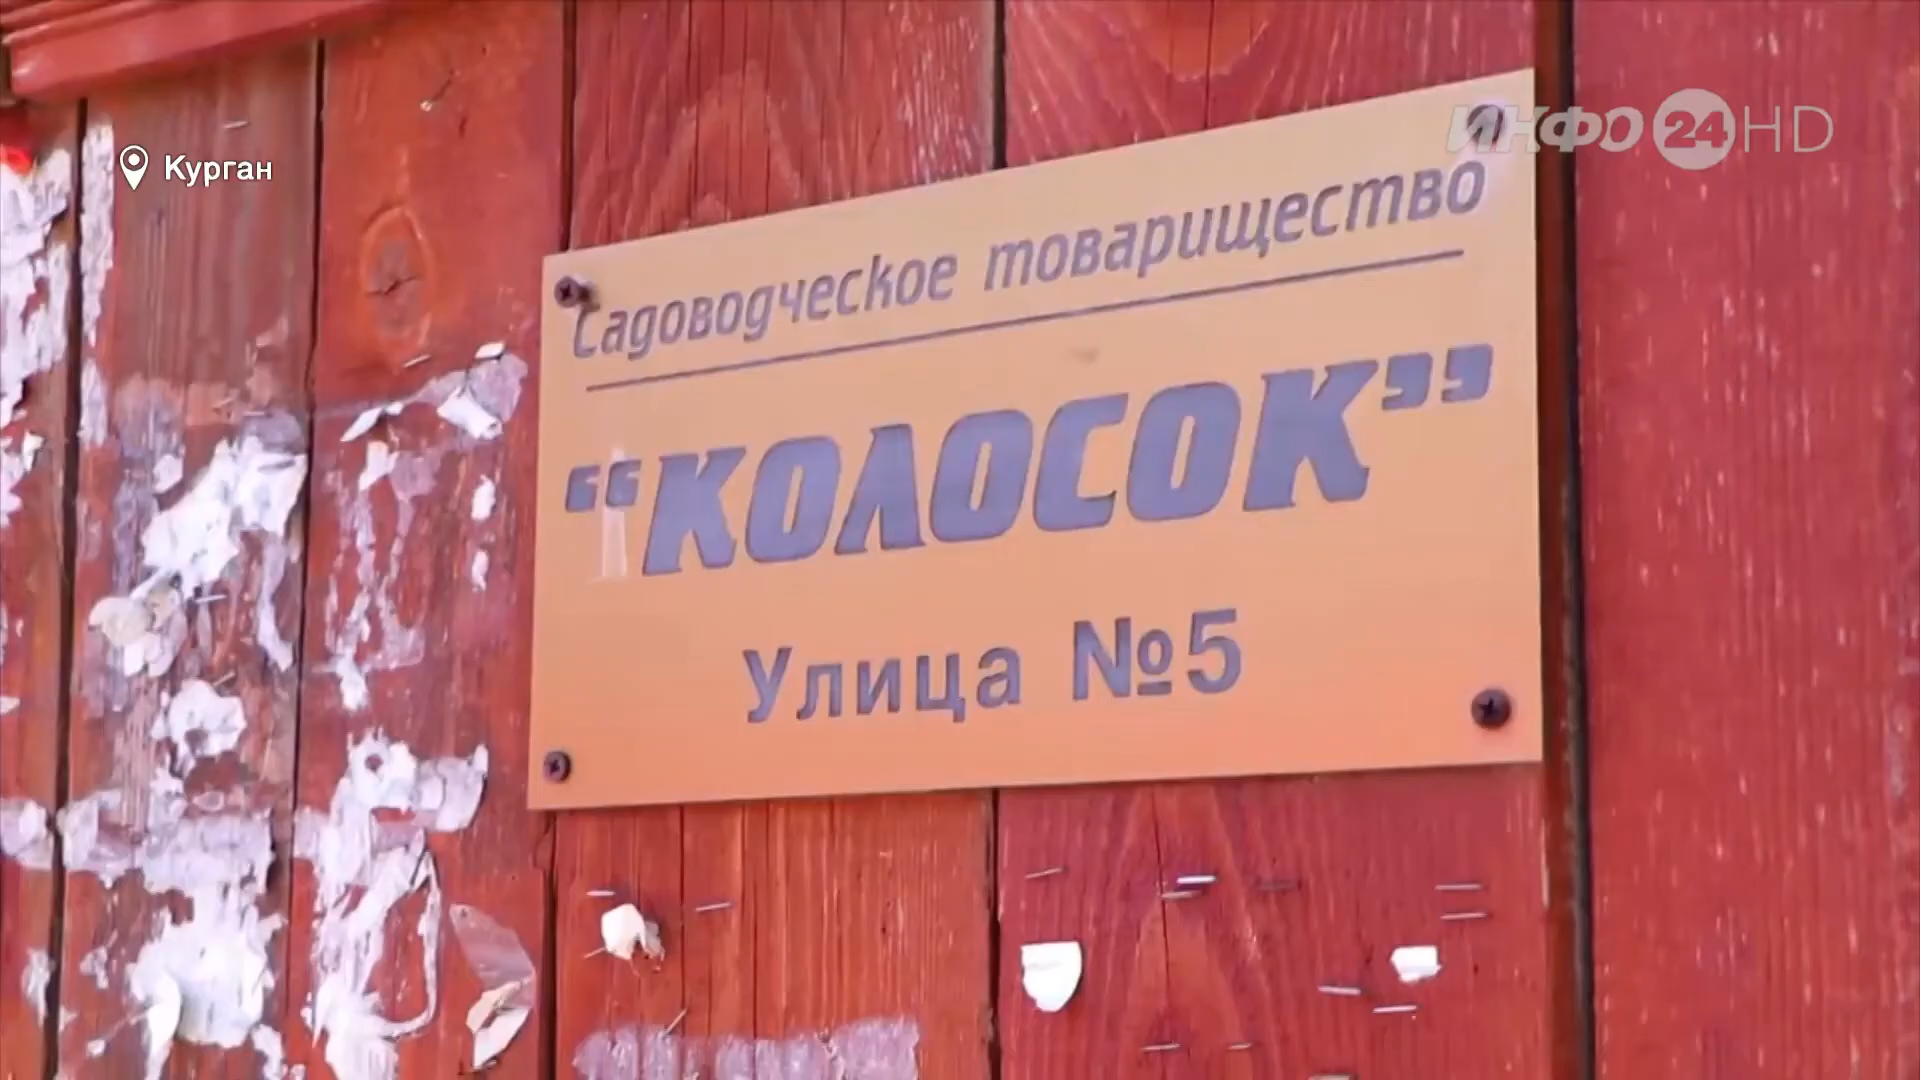 Курган
ИНФО 24 HD
Садоводческое товарищество
“КОЛОСОК”
Улица №5